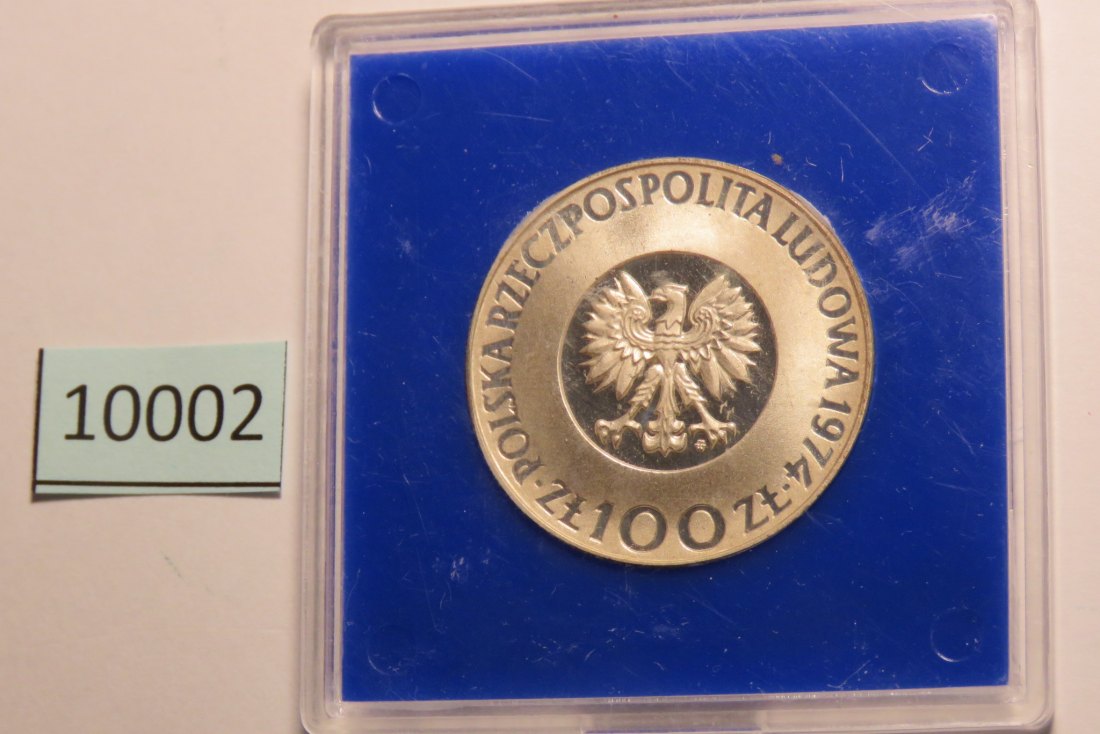 10002
POLSKA RZECZPOSPOLITA LUDOWA 1974
ZŁ 100 ZŁ